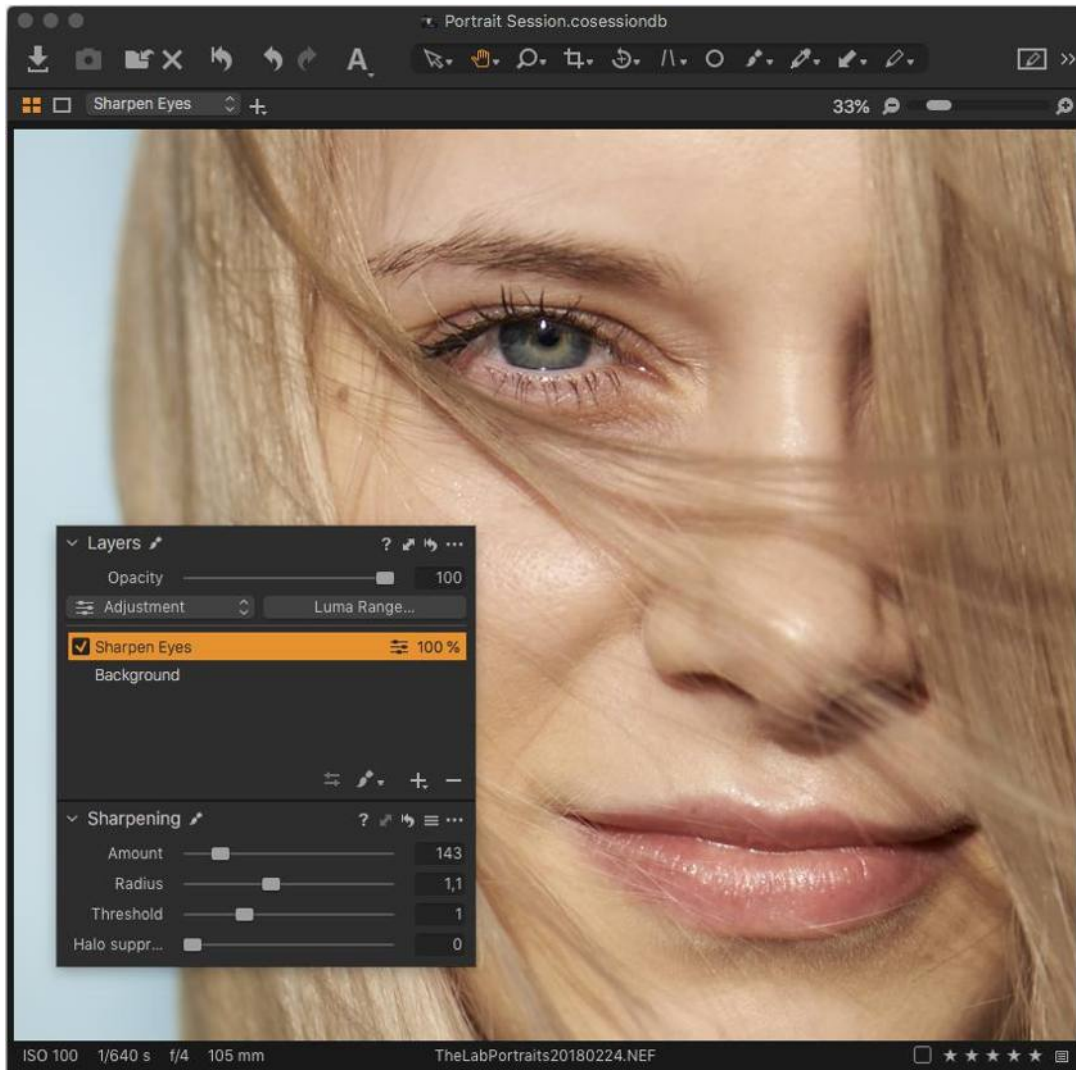 Portrait Session.cosessiondb
A
Sharpen Eyes
33%
Layers
?
Opacity 100
Adjustment Luma Range...
Sharpen Eyes 100 %
Background
Sharpening
?
Amount 143
Radius 1,1
Threshold 1
Halo suppr... 0
ISO 100 1/640 s f/4 105 mm TheLabPortraits20180224.NEF